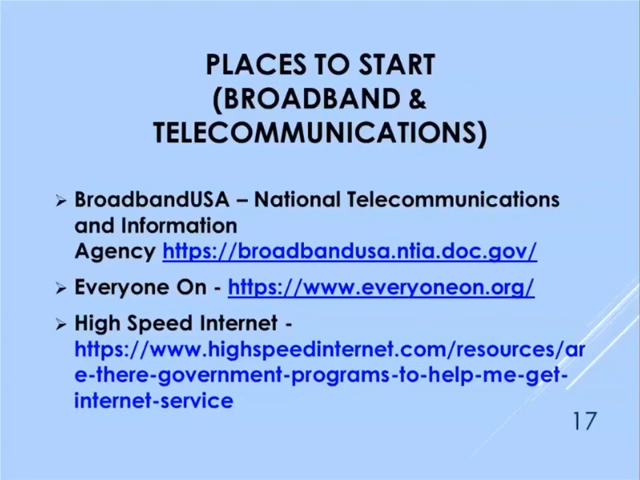 PLACES TO START
(BROADBAND &
TELECOMMUNICATIONS)
➢ BroadbandUSA – National Telecommunications
and Information
Agency https://broadbandusa.ntia.doc.gov/
➢ Everyone On - https://www.everyoneon.org/
➢ High Speed Internet -
https://www.highspeedinternet.com/resources/ar
e-there-government-programs-to-help-me-get-
internet-service
17